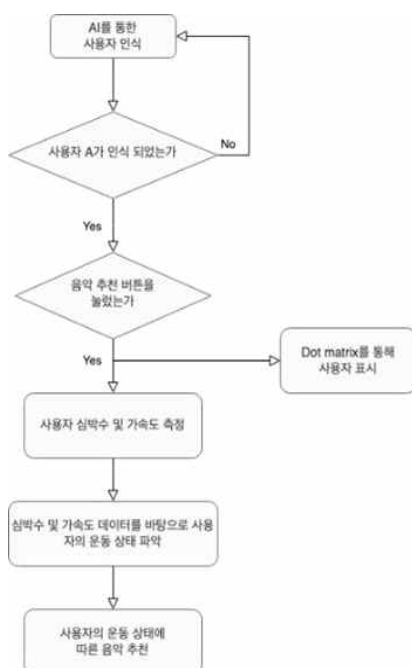 AI를 통한
사용자 인식
사용자 A가 인식 되었는가
No
Yes
음악 추천 버튼을
눌렀는가
Yes
Dot matrix를 통해
사용자 표시
사용자 심박수 및 가속도 측정
심박수 및 가속도 데이터를 바탕으로 사용
자의 운동 상태 파악
사용자의 운동 상태에
따른 음악 추천